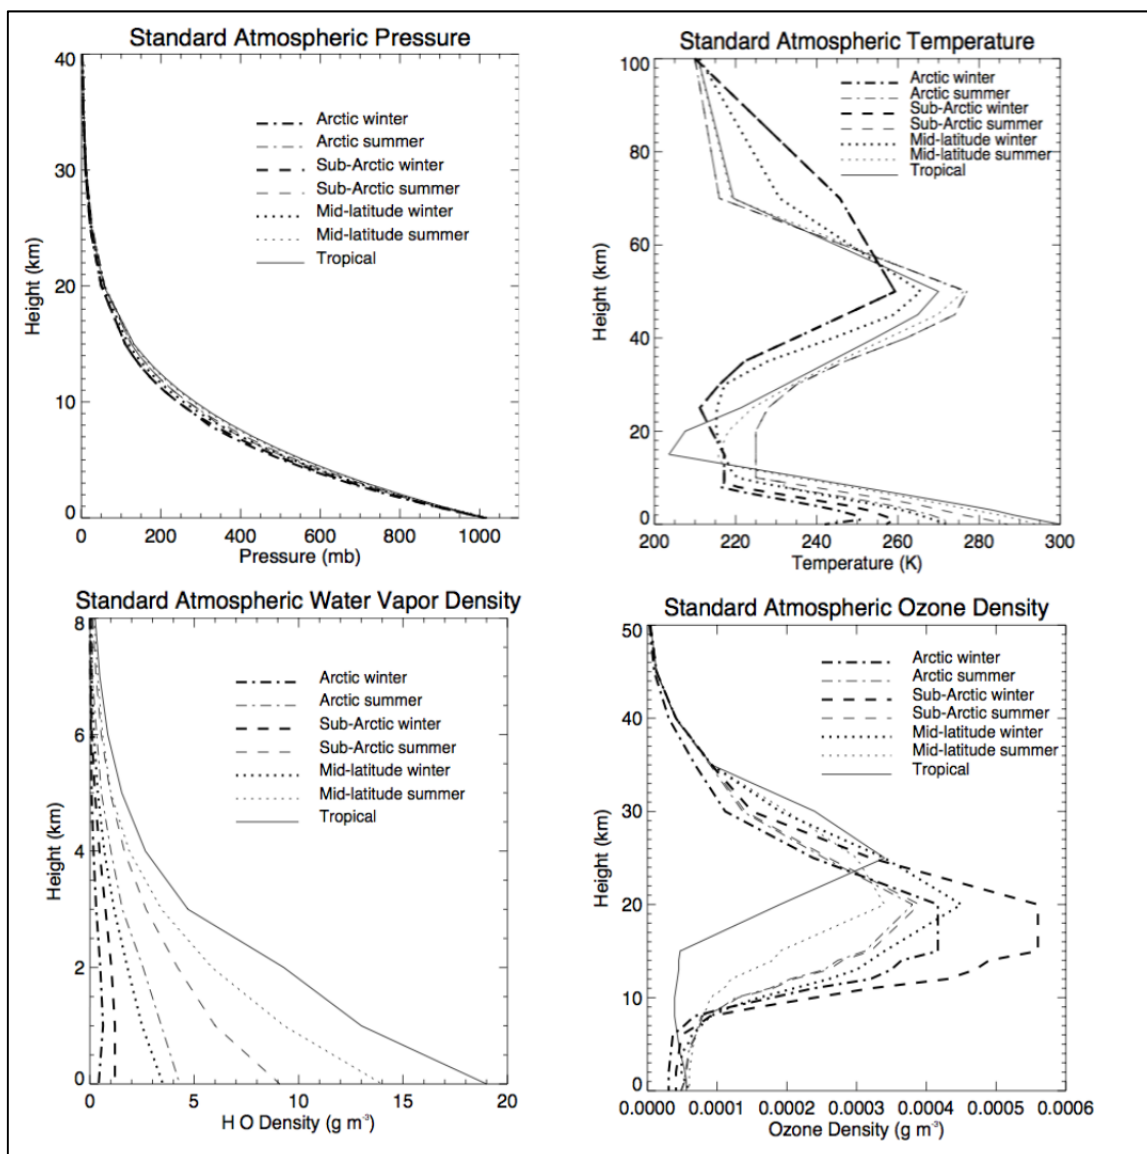 Standard Atmospheric Pressure
40
30
20
10
0
Height (km)
Arctic winter
Arctic summer
Sub-Arctic winter
Sub-Arctic summer
Mid-latitude winter
Mid-latitude summer
Tropical
0 200 400 600 800 1000
Pressure (mb)
Standard Atmospheric Temperature
100
80
60
40
20
0
Height (km)
Arctic winter
Arctic summer
Sub-Arctic winter
Sub-Arctic summer
Mid-latitude winter
Mid-latitude summer
Tropical
200 220 240 260 280 300
Temperature (K)
Standard Atmospheric Water Vapor Density
8
6
4
2
0
Height (km)
Arctic winter
Arctic summer
Sub-Arctic winter
Sub-Arctic summer
Mid-latitude winter
Mid-latitude summer
Tropical
0 5 10 15 20
H O Density (g m⁻³)
Standard Atmospheric Ozone Density
50
40
30
20
10
0
Height (km)
Arctic winter
Arctic summer
Sub-Arctic winter
Sub-Arctic summer
Mid-latitude winter
Mid-latitude summer
Tropical
0.0000 0.0001 0.0002 0.0003 0.0004 0.0005 0.0006
Ozone Density (g m⁻³)